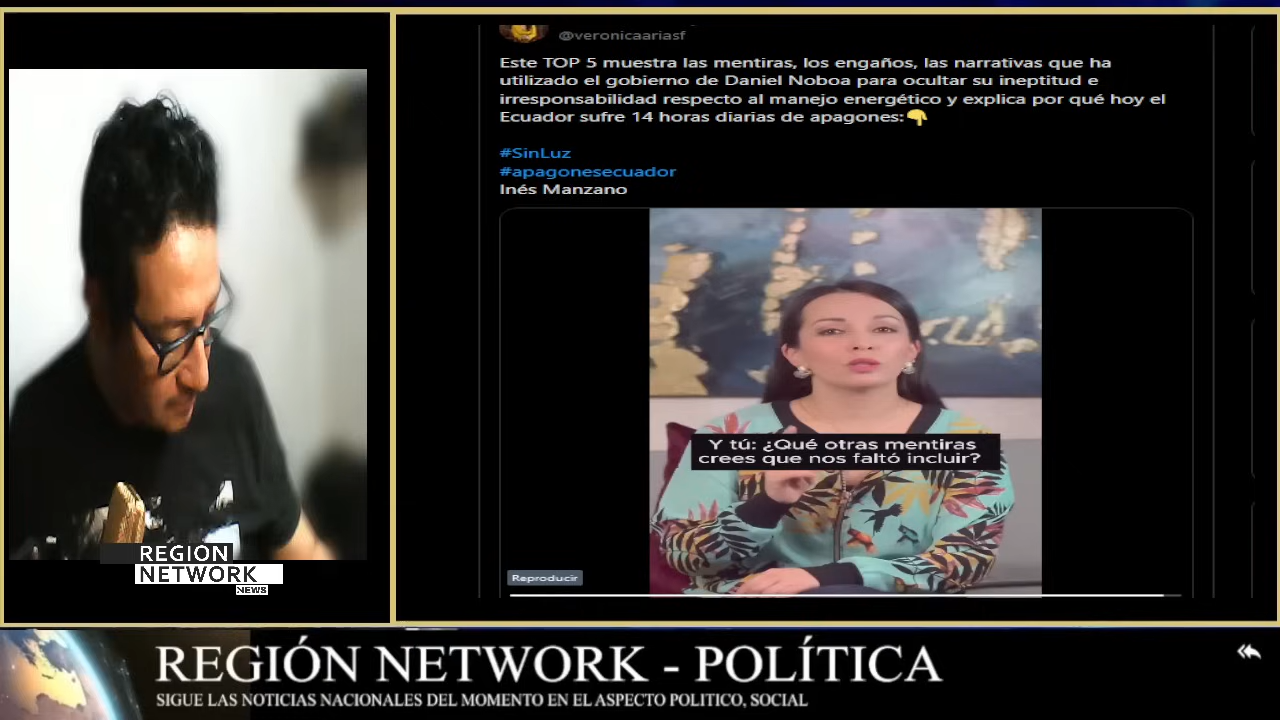 @veronicaariasf
Este TOP 5 muestra las mentiras, los engaños, las narrativas que ha
utilizado el gobierno de Daniel Noboa para ocultar su ineptitud e
irresponsabilidad respecto al manejo energético y explica por qué hoy el
Ecuador sufre 14 horas diarias de apagones:👇
#SinLuz
#apagonesecuador
Inés Manzano
Y tú: ¿Qué otras mentiras
crees que nos faltó incluir?
Reproducir
REGION
NETWORK
NEWS
REGIÓN NETWORK - POLÍTICA
SIGUE LAS NOTICIAS NACIONALES DEL MOMENTO EN EL ASPECTO POLITICO, SOCIAL